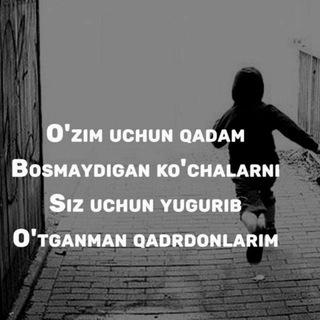 O'zim uchun qadam
Bosmaydigan ko'chalarni
Siz uchun yugurib
O'tganman qadrdonlarim